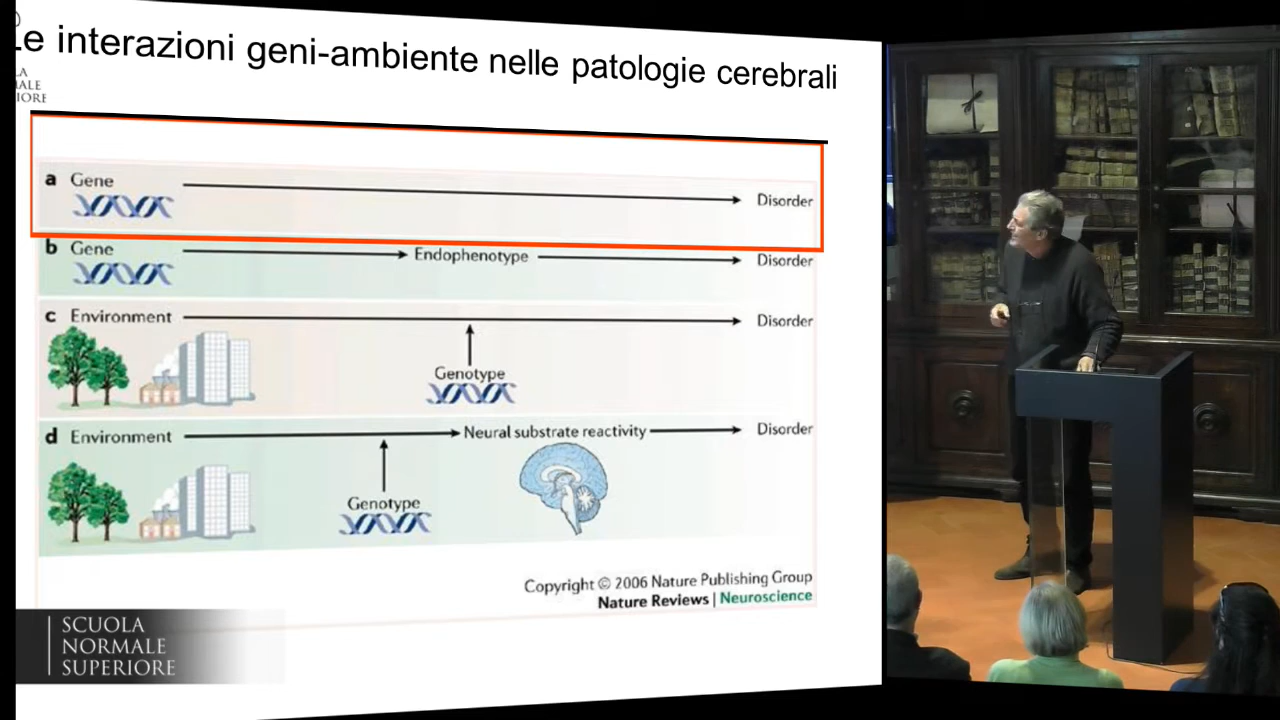 Le interazioni geni-ambiente nelle patologie cerebrali
a Gene
Disorder
b Gene
Endophenotype
Disorder
c Environment
Disorder
Genotype
d Environment
Neural substrate reactivity
Disorder
Genotype
Copyright © 2006 Nature Publishing Group
Nature Reviews | Neuroscience
SCUOLA
NORMALE
SUPERIORE